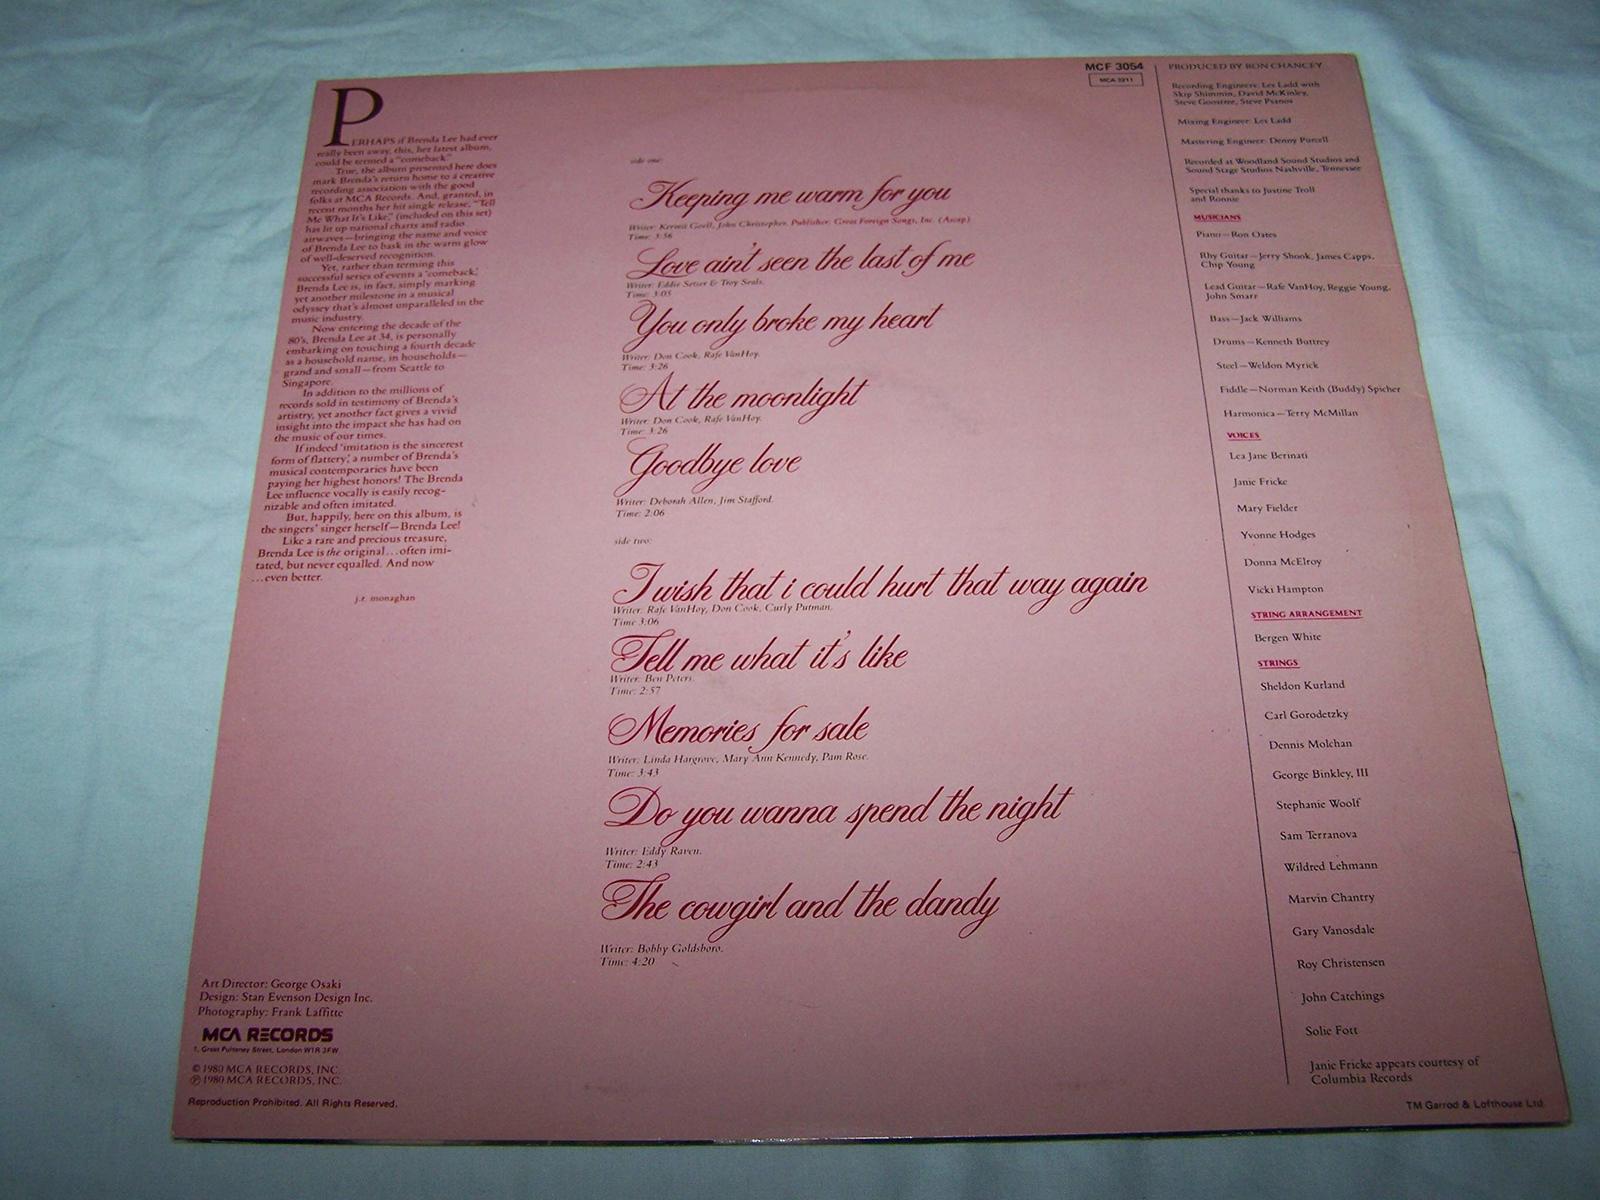 PERHAPS if Brenda Lee had ever
really been away, this, her latest album,
could be termed a "comeback."
True, the album presented here does
mark Brenda's return home to a creative
recording association with the good
folks at MCA Records. And, granted, in
recent months her hit single release, "Tell
Me What It's Like," (included on this set)
has lit up national charts and radio
airwaves—bringing the name and voice
of Brenda Lee to bask in the warm glow
of well-deserved recognition.
Yet, rather than terming this
successful series of events a 'comeback,'
Brenda Lee is, in fact, simply marking
yet another milestone in a musical
odyssey that's almost unparalleled in the
music industry.
Now entering the decade of the
80's, Brenda Lee at 34, is personally
embarking on touching a fourth decade
as a household name, in households—
grand and small—from Seattle to
Singapore.
In addition to the millions of
records sold in testimony of Brenda's
artistry, yet another fact gives a vivid
insight into the impact she has had on
the music of our times.
If indeed 'imitation is the sincerest
form of flattery,' a number of Brenda's
musical contemporaries have been
paying her highest honors! The Brenda
Lee influence vocally is easily recog-
nizable and often imitated.
But, happily, here on this album, is
the singers' singer herself—Brenda Lee!
Like a rare and precious treasure,
Brenda Lee is the original...often imi-
tated, but never equalled. And now
...even better.
j.r. monaghan
Art Director: George Osaki
Design: Stan Evenson Design Inc.
Photography: Frank Laffitte
MCA RECORDS
1, Great Pulteney Street, London W1R 3FW
© 1980 MCA RECORDS, INC.
℗ 1980 MCA RECORDS, INC.
Reproduction Prohibited. All Rights Reserved.
side one:
Keeping me warm for you
Writer: Kermit Goell, John Christopher. Publisher: Great Foreign Songs, Inc. (Ascap)
Time: 3:56
Love ain't seen the last of me
Writer: Eddie Setser & Troy Seals.
Time: 3:05
You only broke my heart
Writer: Don Cook, Rafe VanHoy.
Time: 3:26
At the moonlight
Writer: Don Cook, Rafe VanHoy.
Time: 3:26
Goodbye love
Writer: Deborah Allen, Jim Stafford.
Time: 2:06
side two:
I wish that i could hurt that way again
Writer: Rafe VanHoy, Don Cook, Curly Putman.
Time 3:06
Tell me what it's like
Writer: Ben Peters.
Time: 2:57
Memories for sale
Writer: Linda Hargrove, Mary Ann Kennedy, Pam Rose.
Time: 3:43
Do you wanna spend the night
Writer: Eddy Raven.
Time: 2:43
The cowgirl and the dandy
Writer: Bobby Goldsboro.
Time: 4:20
MCF 3054
MCA 3211
PRODUCED BY RON CHANCEY
Recording Engineers: Les Ladd with
Skip Shimmin, David McKinley,
Steve Goostree, Steve Psanos
Mixing Engineer: Les Ladd
Mastering Engineer: Denny Purcell
Recorded at Woodland Sound Studios and
Sound Stage Studios Nashville, Tennessee
Special thanks to Justine Troll
and Ronnie
MUSICIANS
Piano—Ron Oates
Rhy Guitar—Jerry Shook, James Capps,
Chip Young
Lead Guitar—Rafe VanHoy, Reggie Young,
John Smarr
Bass—Jack Williams
Drums—Kenneth Buttrey
Steel—Weldon Myrick
Fiddle—Norman Keith (Buddy) Spicher
Harmonica—Terry McMillan
VOICES
Lea Jane Berinati
Janie Fricke
Mary Fielder
Yvonne Hodges
Donna McElroy
Vicki Hampton
STRING ARRANGEMENT
Bergen White
STRINGS
Sheldon Kurland
Carl Gorodetzky
Dennis Molchan
George Binkley, III
Stephanie Woolf
Sam Terranova
Wildred Lehmann
Marvin Chantry
Gary Vanosdale
Roy Christensen
John Catchings
Solie Fott
Janie Fricke appears courtesy of
Columbia Records
TM Garrod & Lofthouse Ltd.